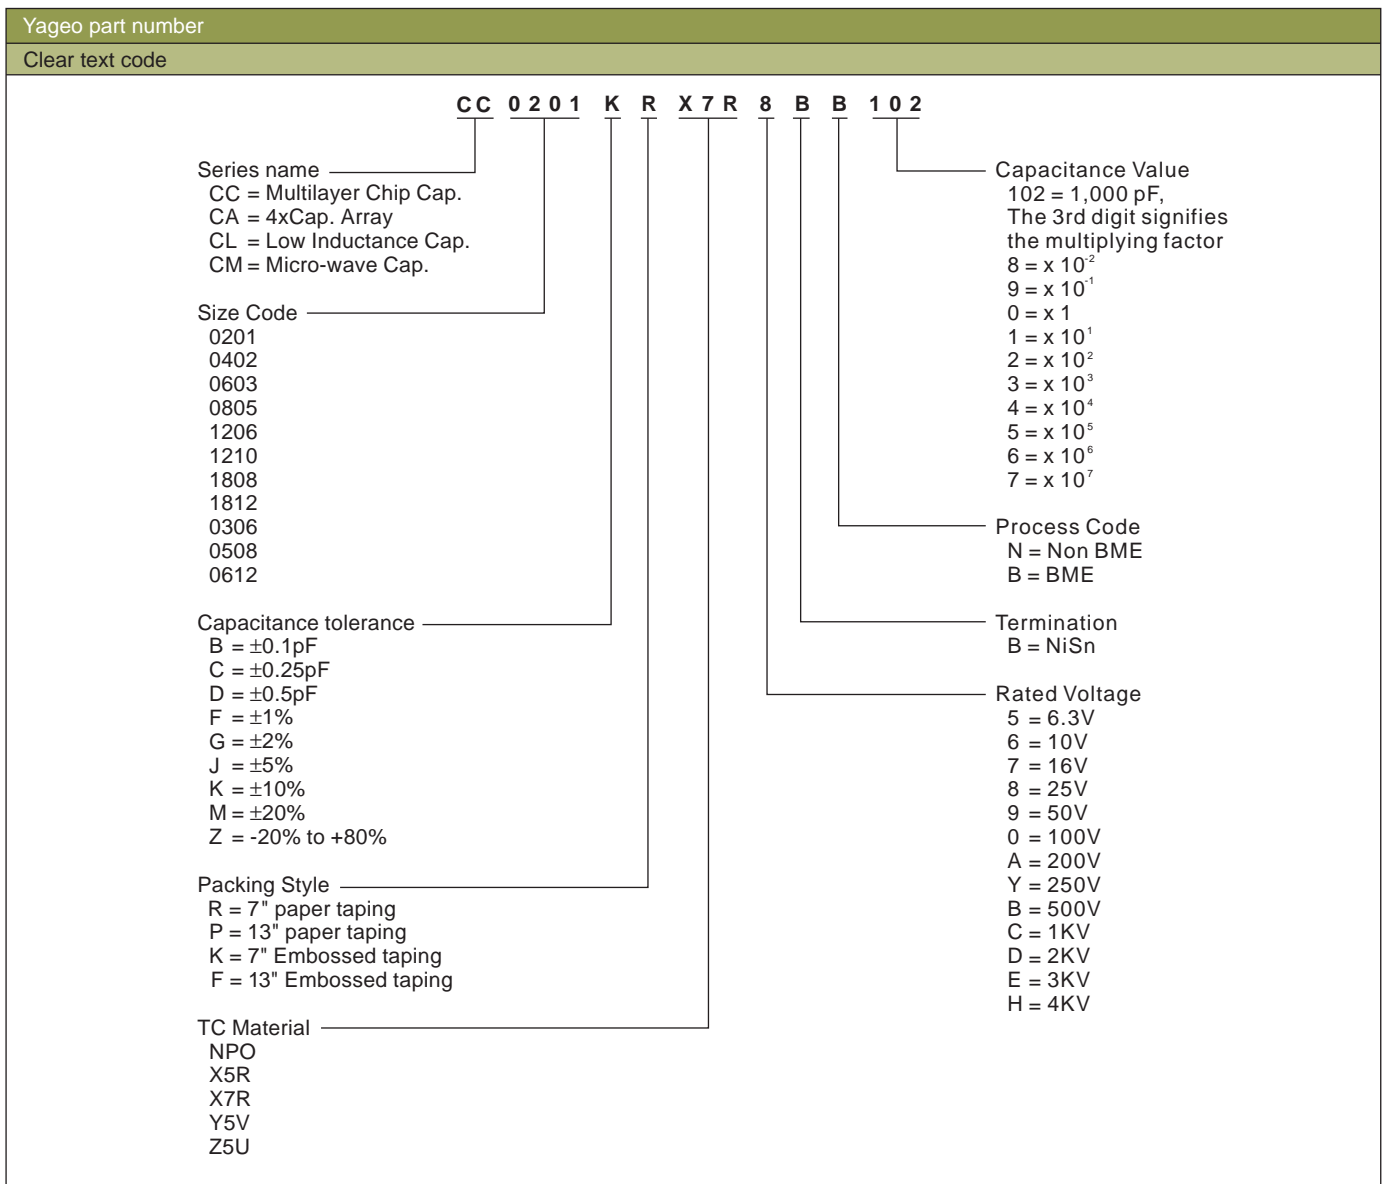 Yageo part number
Clear text code
CC 0201 K R X7R 8 B B 102
Series name
CC = Multilayer Chip Cap.
CA = 4xCap. Array
CL = Low Inductance Cap.
CM = Micro-wave Cap.
Size Code
0201
0402
0603
0805
1206
1210
1808
1812
0306
0508
0612
Capacitance tolerance
B = ±0.1pF
C = ±0.25pF
D = ±0.5pF
F = ±1%
G = ±2%
J = ±5%
K = ±10%
M = ±20%
Z = -20% to +80%
Packing Style
R = 7" paper taping
P = 13" paper taping
K = 7" Embossed taping
F = 13" Embossed taping
TC Material
NPO
X5R
X7R
Y5V
Z5U
Capacitance Value
102 = 1,000 pF,
The 3rd digit signifies
the multiplying factor
8 = x 10⁻²
9 = x 10⁻¹
0 = x 1
1 = x 10¹
2 = x 10²
3 = x 10³
4 = x 10⁴
5 = x 10⁵
6 = x 10⁶
7 = x 10⁷
Process Code
N = Non BME
B = BME
Termination
B = NiSn
Rated Voltage
5 = 6.3V
6 = 10V
7 = 16V
8 = 25V
9 = 50V
0 = 100V
A = 200V
Y = 250V
B = 500V
C = 1KV
D = 2KV
E = 3KV
H = 4KV